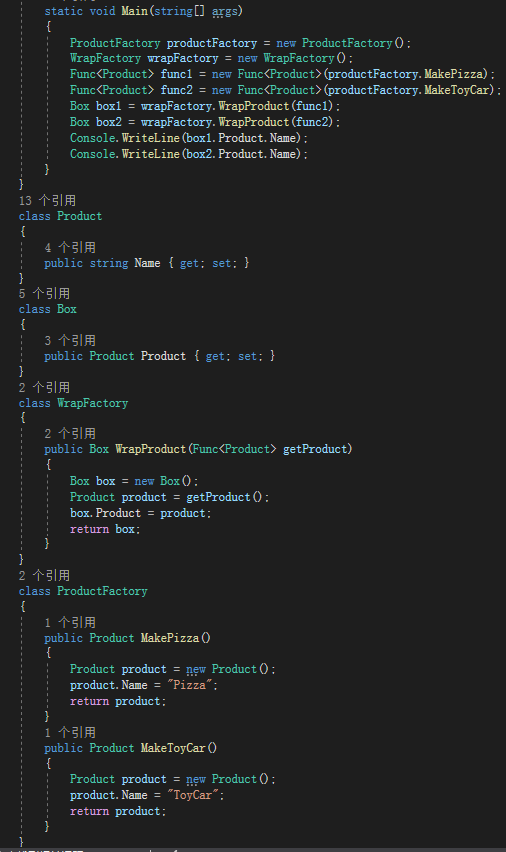 static void Main(string[] args)
{
ProductFactory productFactory = new ProductFactory();
WrapFactory wrapFactory = new WrapFactory();
Func<Product> func1 = new Func<Product>(productFactory.MakePizza);
Func<Product> func2 = new Func<Product>(productFactory.MakeToyCar);
Box box1 = wrapFactory.WrapProduct(func1);
Box box2 = wrapFactory.WrapProduct(func2);
Console.WriteLine(box1.Product.Name);
Console.WriteLine(box2.Product.Name);
}
}
13 个引用
class Product
{
4 个引用
public string Name { get; set; }
}
5 个引用
class Box
{
3 个引用
public Product Product { get; set; }
}
2 个引用
class WrapFactory
{
2 个引用
public Box WrapProduct(Func<Product> getProduct)
{
Box box = new Box();
Product product = getProduct();
box.Product = product;
return box;
}
}
2 个引用
class ProductFactory
{
1 个引用
public Product MakePizza()
{
Product product = new Product();
product.Name = "Pizza";
return product;
}
1 个引用
public Product MakeToyCar()
{
Product product = new Product();
product.Name = "ToyCar";
return product;
}
}